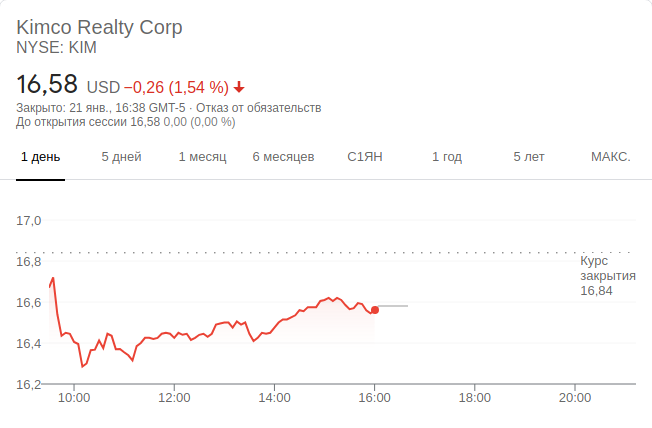 Kimco Realty Corp
NYSE: KIM
16,58 USD −0,26 (1,54 %)
Закрыто: 21 янв., 16:38 GMT-5 · Отказ от обязательств
До открытия сессии 16,58 0,00 (0,00 %)
1 день 5 дней 1 месяц 6 месяцев С1ЯН 1 год 5 лет МАКС.
17,0
16,8
Курс
закрытия
16,84
16,6
16,4
16,2
10:00 12:00 14:00 16:00 18:00 20:00